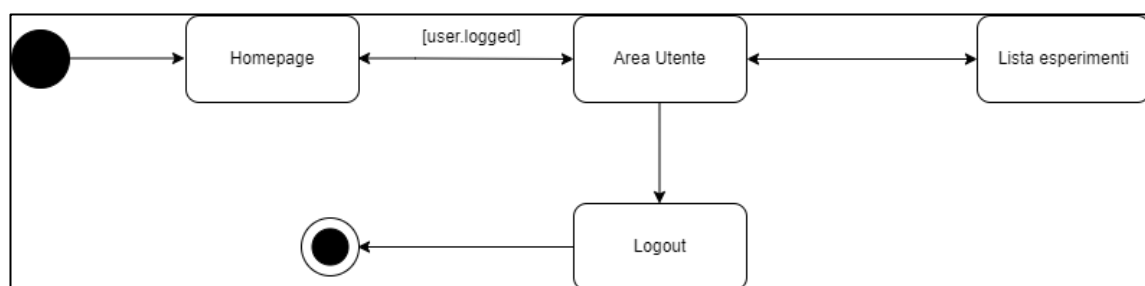 Homepage
[user.logged]
Area Utente
Lista esperimenti
Logout